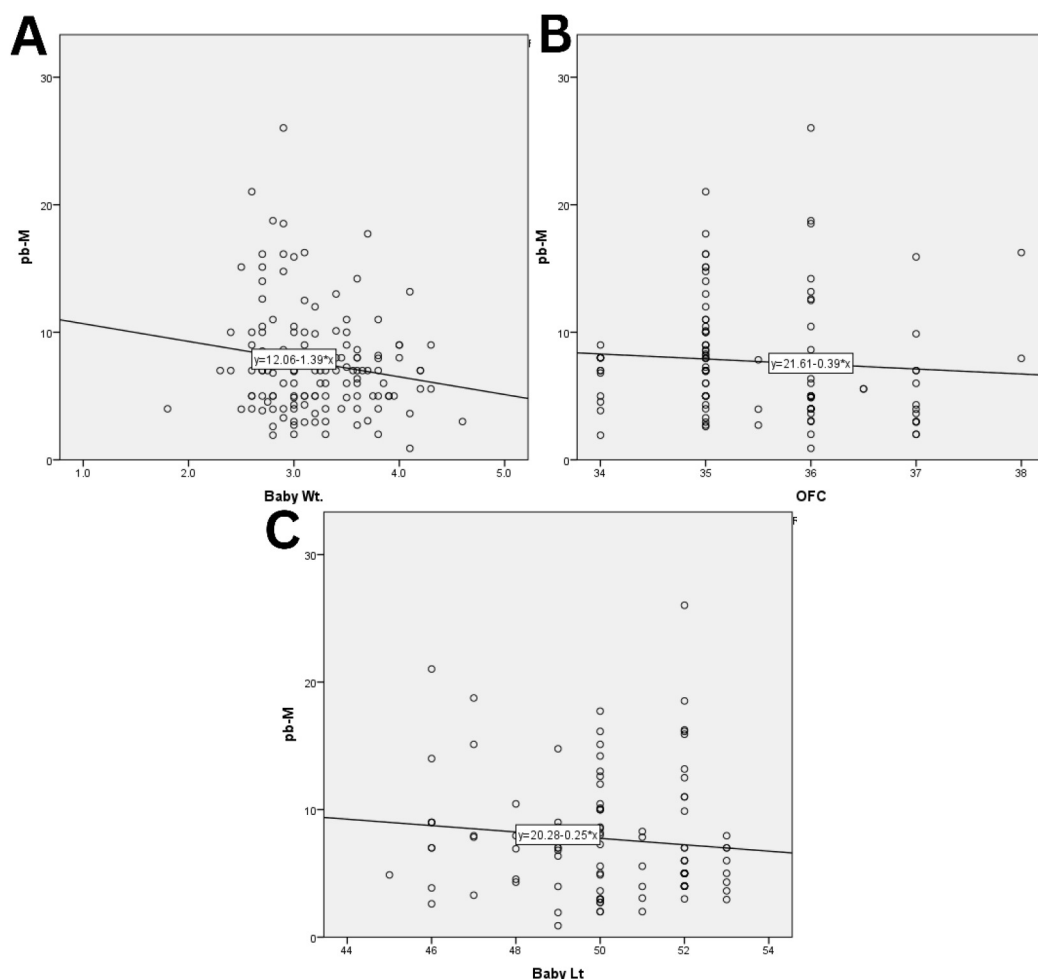 A
B
pb-M
30
20
10
0
y=12.06-1.39*x
1.0 2.0 3.0 4.0 5.0
Baby Wt.
pb-M
30
20
10
0
y=21.61-0.39*x
34 35 36 37 38
OFC
C
pb-M
30
20
10
0
y=20.28-0.25*x
44 46 48 50 52 54
Baby Lt